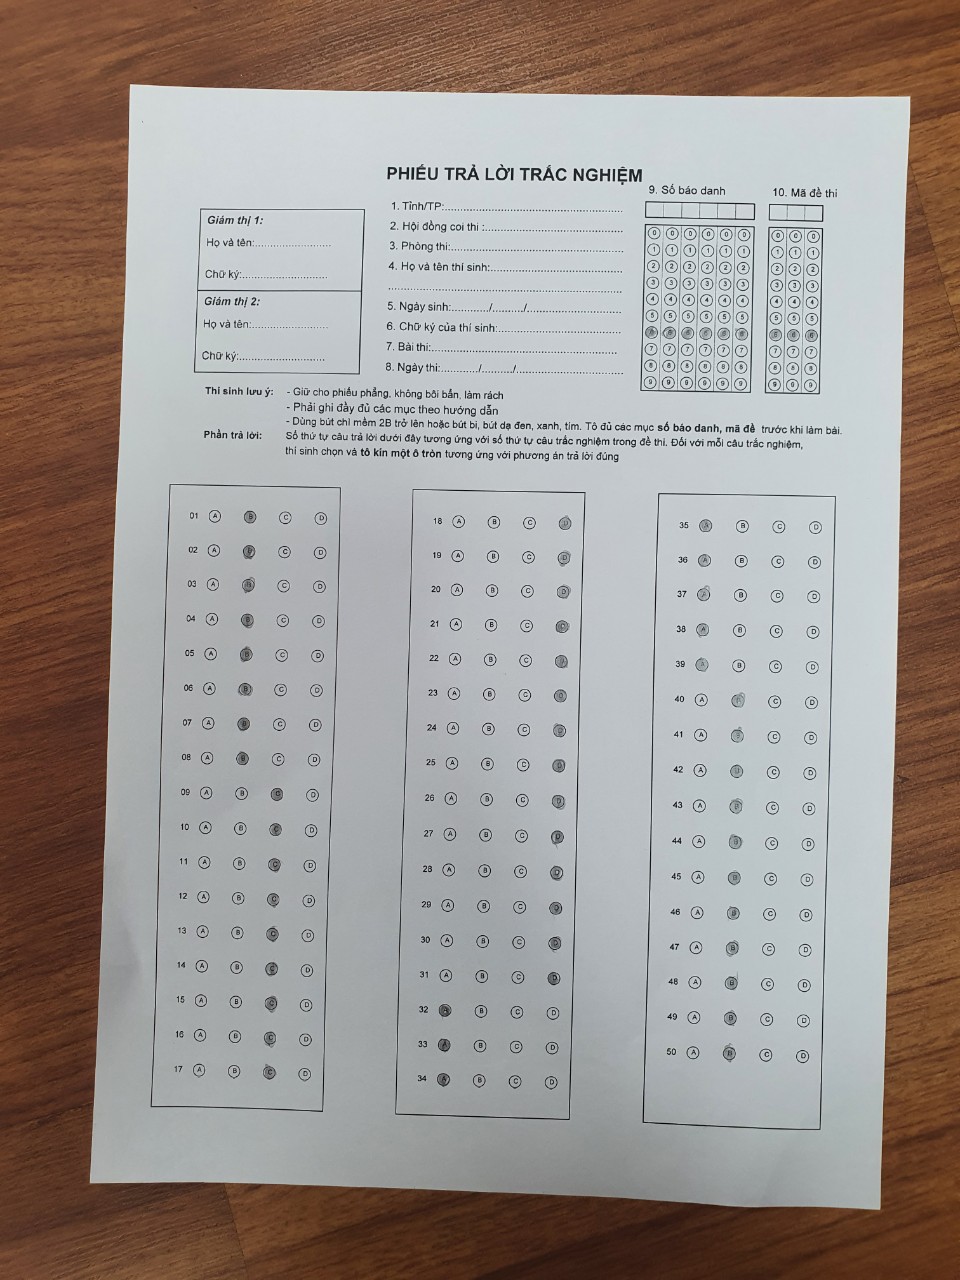 PHIẾU TRẢ LỜI TRẮC NGHIỆM
Giám thị 1:
Họ và tên:........................
Chữ ký:...........................
Giám thị 2:
Họ và tên:........................
Chữ ký:...........................
1. Tỉnh/TP:........................................................
2. Hội đồng coi thi :...........................................
3. Phòng thi:.....................................................
4. Họ và tên thí sinh:.........................................
.........................................................................
5. Ngày sinh:............/........../..............................
6. Chữ ký của thí sinh:......................................
7. Bài thi:..........................................................
8. Ngày thi:............/........../.................................
9. Số báo danh
0 0 0 0 0 0
1 1 1 1 1 1
2 2 2 2 2 2
3 3 3 3 3 3
4 4 4 4 4 4
5 5 5 5 5 5
6 6 6 6 6 6
7 7 7 7 7 7
8 8 8 8 8 8
9 9 9 9 9 9
10. Mã đề thi
0 0 0
1 1 1
2 2 2
3 3 3
4 4 4
5 5 5
6 6 6
7 7 7
8 8 8
9 9 9
Thí sinh lưu ý: - Giữ cho phiếu phẳng, không bôi bẩn, làm rách
- Phải ghi đầy đủ các mục theo hướng dẫn
- Dùng bút chì mềm 2B trở lên hoặc bút bi, bút dạ đen, xanh, tím. Tô đủ các mục số báo danh, mã đề trước khi làm bài.
Phần trả lời: Số thứ tự câu trả lời dưới đây tương ứng với số thứ tự câu trắc nghiệm trong đề thi. Đối với mỗi câu trắc nghiệm,
thí sinh chọn và tô kín một ô tròn tương ứng với phương án trả lời đúng
01 A B C D
02 A B C D
03 A B C D
04 A B C D
05 A B C D
06 A B C D
07 A B C D
08 A B C D
09 A B C D
10 A B C D
11 A B C D
12 A B C D
13 A B C D
14 A B C D
15 A B C D
16 A B C D
17 A B C D
18 A B C D
19 A B C D
20 A B C D
21 A B C D
22 A B C D
23 A B C D
24 A B C D
25 A B C D
26 A B C D
27 A B C D
28 A B C D
29 A B C D
30 A B C D
31 A B C D
32 A B C D
33 A B C D
34 A B C D
35 A B C D
36 A B C D
37 A B C D
38 A B C D
39 A B C D
40 A B C D
41 A B C D
42 A B C D
43 A B C D
44 A B C D
45 A B C D
46 A B C D
47 A B C D
48 A B C D
49 A B C D
50 A B C D